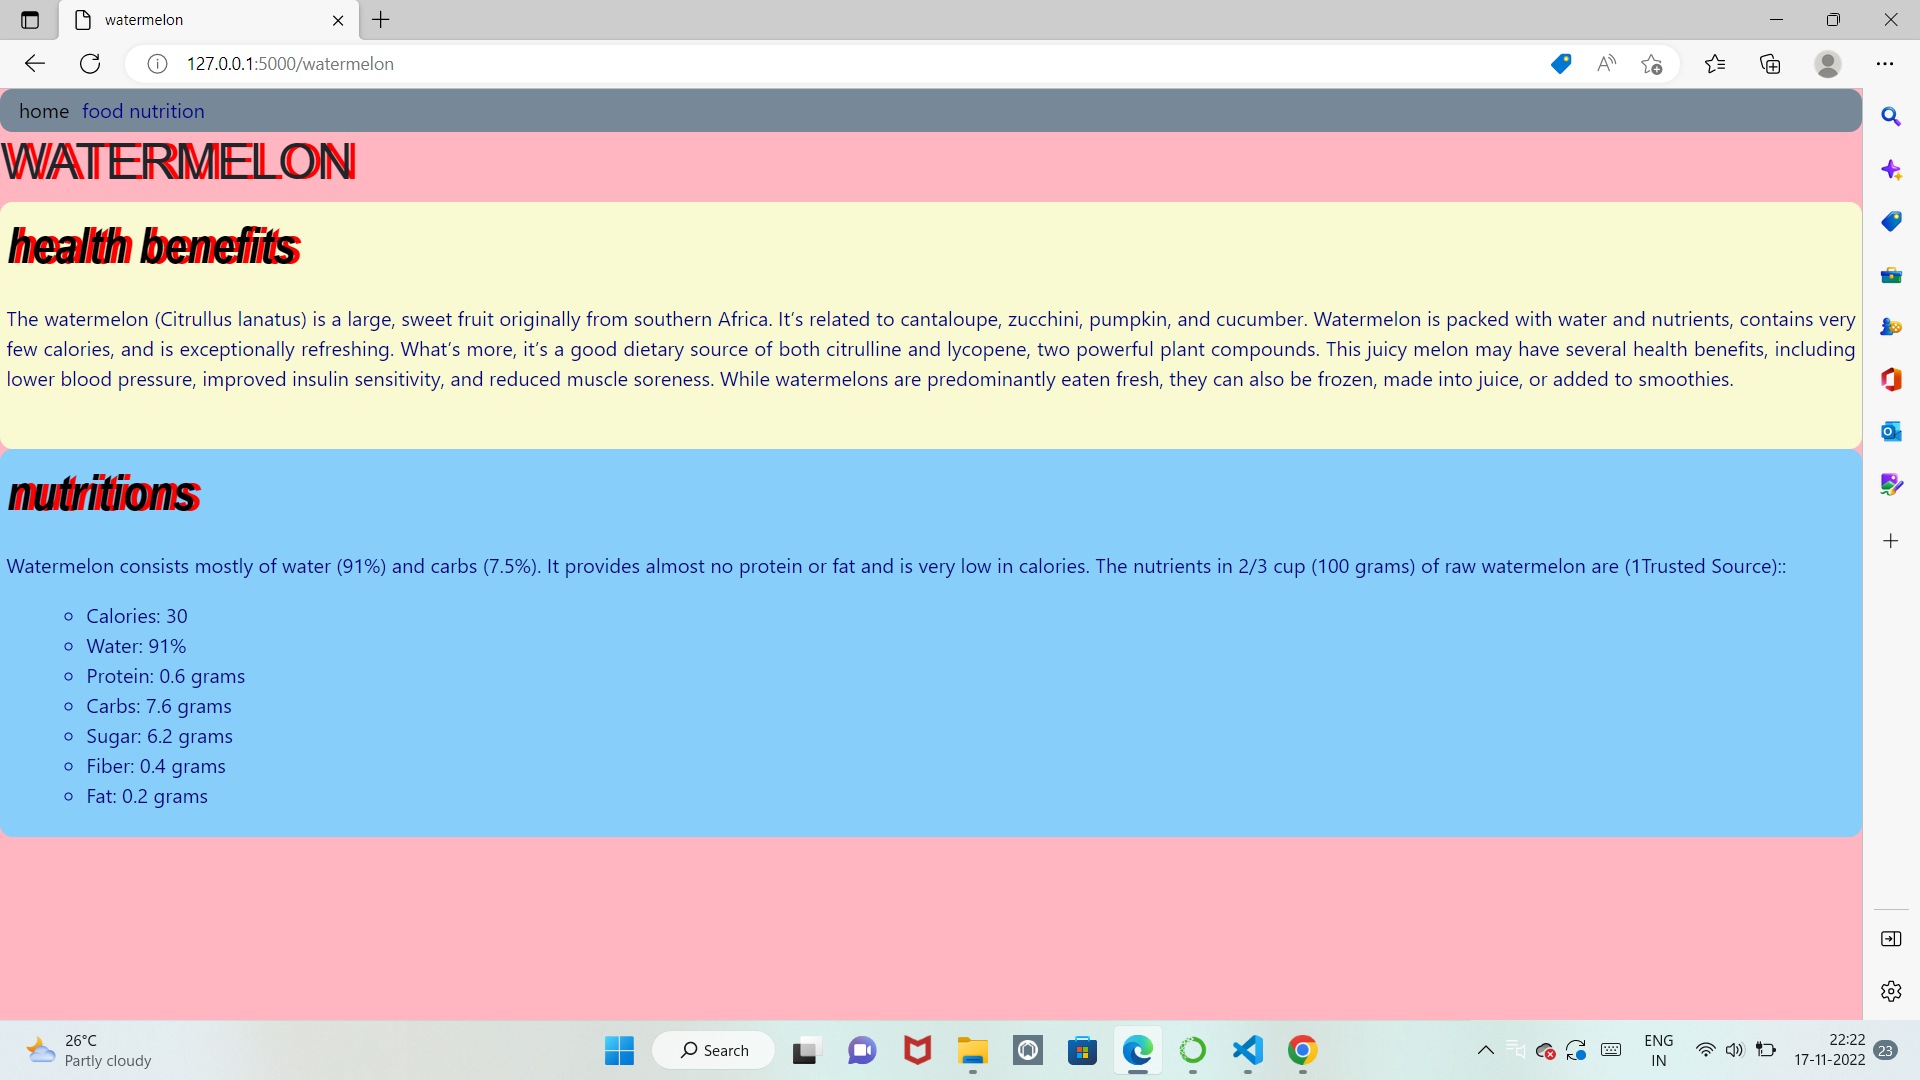 watermelon
127.0.0.1:5000/watermelon
home food nutrition
WATERMELON
health benefits
The watermelon (Citrullus lanatus) is a large, sweet fruit originally from southern Africa. It’s related to cantaloupe, zucchini, pumpkin, and cucumber. Watermelon is packed with water and nutrients, contains very
few calories, and is exceptionally refreshing. What’s more, it’s a good dietary source of both citrulline and lycopene, two powerful plant compounds. This juicy melon may have several health benefits, including
lower blood pressure, improved insulin sensitivity, and reduced muscle soreness. While watermelons are predominantly eaten fresh, they can also be frozen, made into juice, or added to smoothies.
nutritions
Watermelon consists mostly of water (91%) and carbs (7.5%). It provides almost no protein or fat and is very low in calories. The nutrients in 2/3 cup (100 grams) of raw watermelon are (1Trusted Source)::
Calories: 30
Water: 91%
Protein: 0.6 grams
Carbs: 7.6 grams
Sugar: 6.2 grams
Fiber: 0.4 grams
Fat: 0.2 grams
26°C
Partly cloudy
Search
ENG
IN
22:22
17-11-2022
23